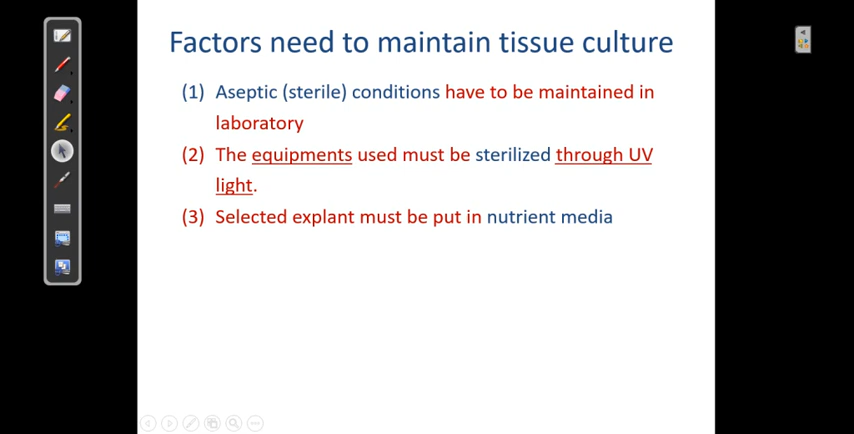 Factors need to maintain tissue culture
(1) Aseptic (sterile) conditions have to be maintained in
laboratory
(2) The equipments used must be sterilized through UV
light.
(3) Selected explant must be put in nutrient media